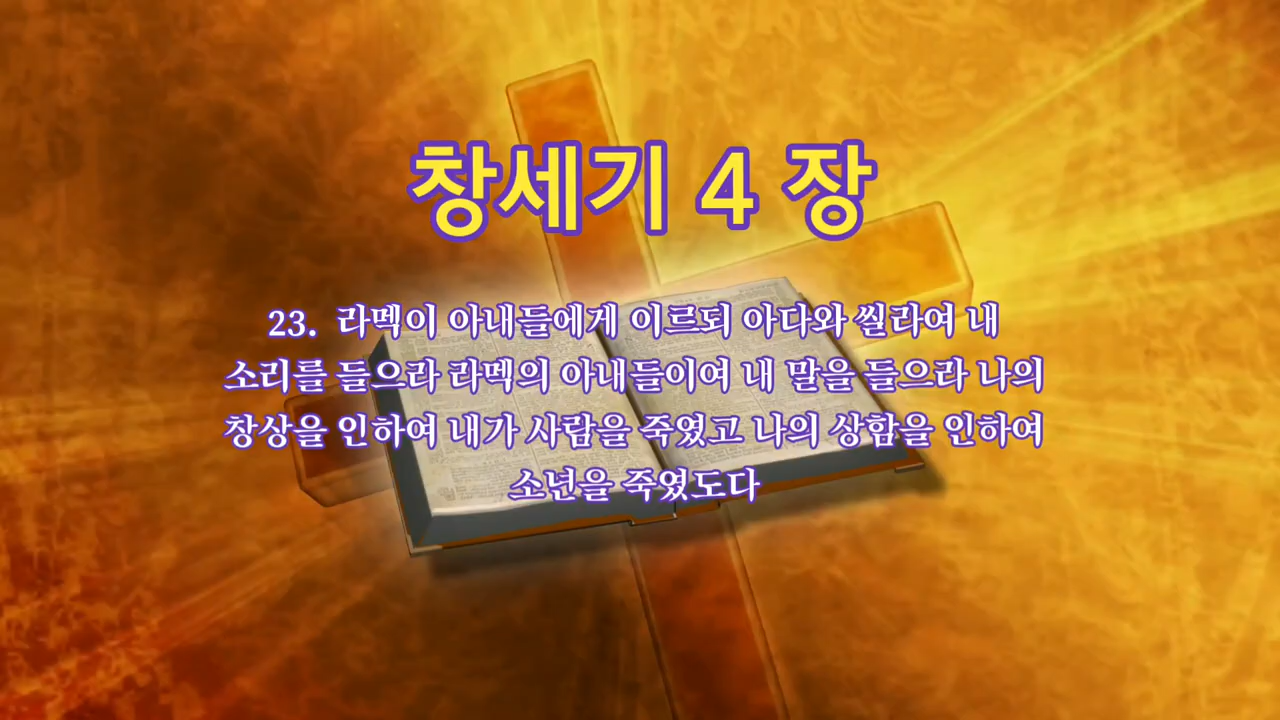 창세기 4 장
23. 라멕이 아내들에게 이르되 아다와 씰라여 내
소리를 들으라 라멕의 아내들이여 내 말을 들으라 나의
창상을 인하여 내가 사람을 죽였고 나의 상함을 인하여
소년을 죽였도다